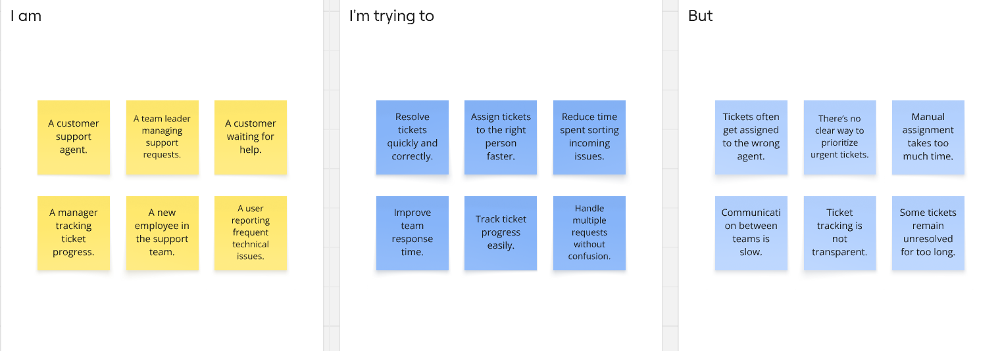 I am
A customer
support
agent.
A team leader
managing
support
requests.
A customer
waiting for
help.
A manager
tracking
ticket
progress.
A new
employee in
the support
team.
A user
reporting
frequent
technical
issues.
I'm trying to
Resolve
tickets
quickly and
correctly.
Assign tickets
to the right
person
faster.
Reduce time
spent sorting
incoming
issues.
Improve
team
response
time.
Track ticket
progress
easily.
Handle
multiple
requests
without
confusion.
But
Tickets often
get assigned
to the wrong
agent.
There’s no
clear way to
prioritize
urgent tickets.
Manual
assignment
takes too
much time.
Communicati
on between
teams is
slow.
Ticket
tracking is
not
transparent.
Some tickets
remain
unresolved
for too long.